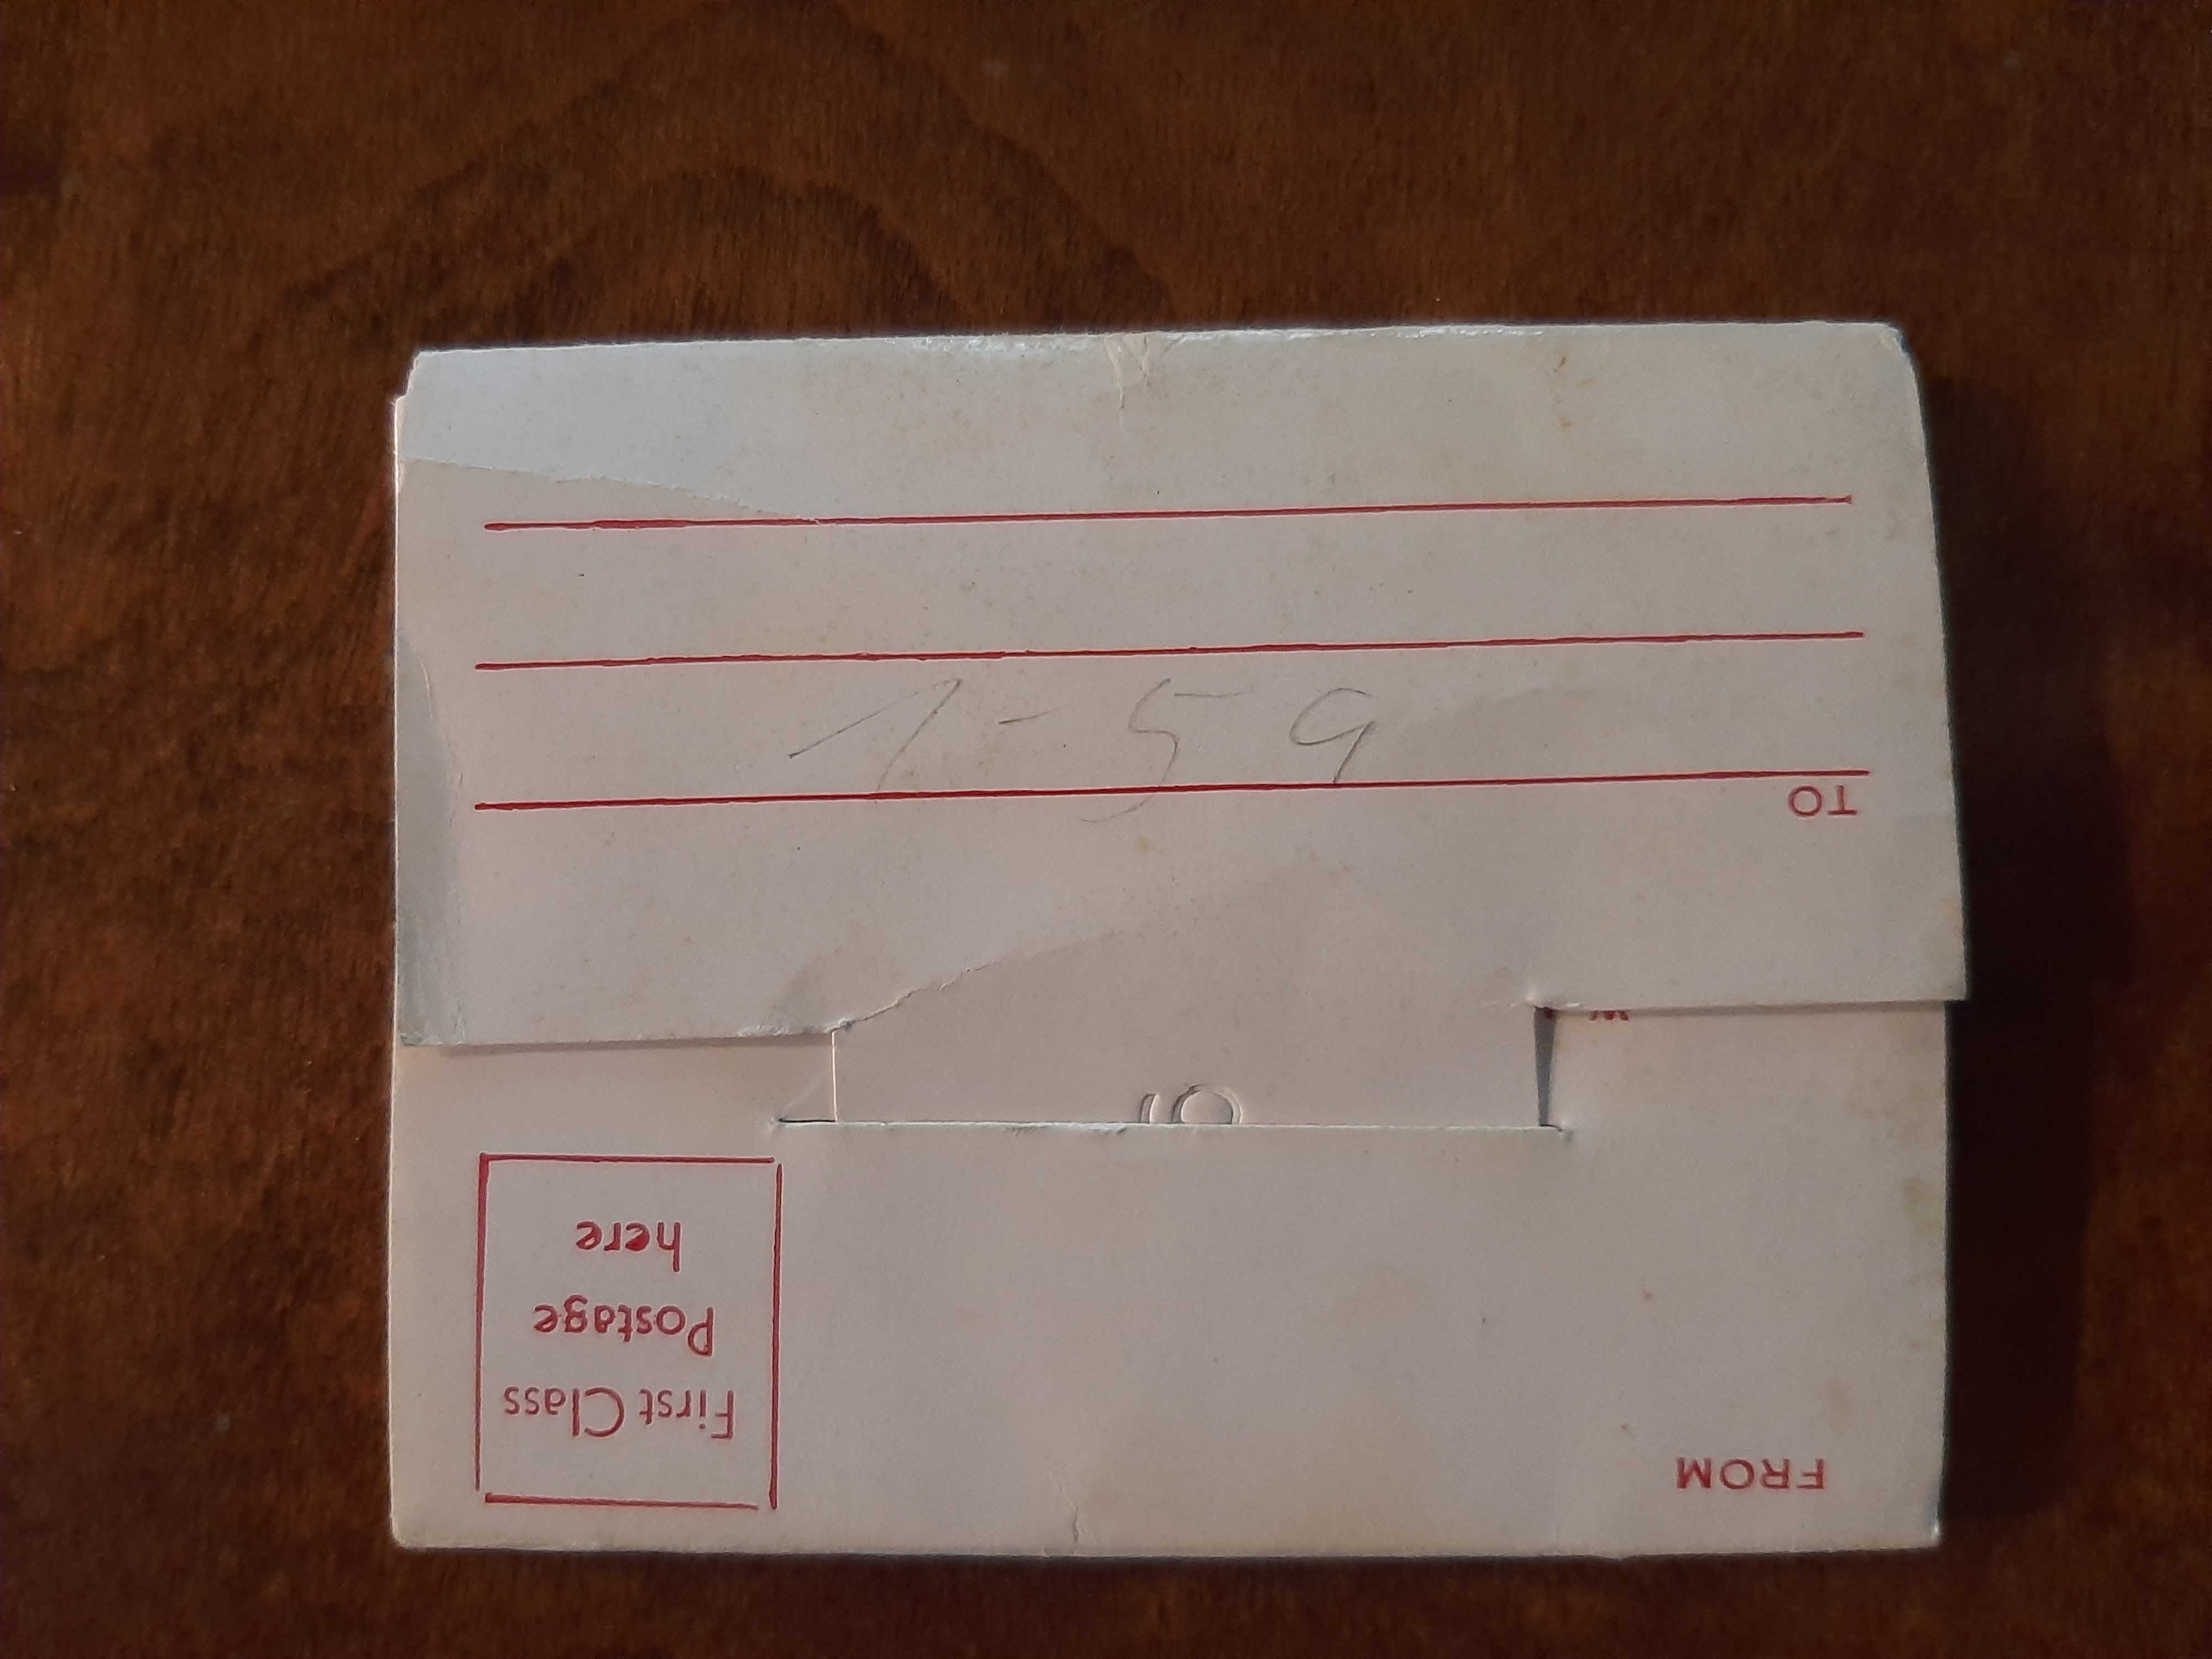 FROM
First Class
Postage
here
TO
1-59